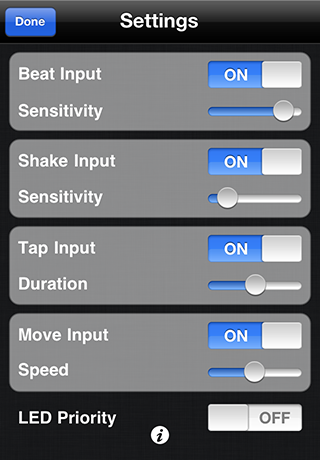 Done
Settings
Beat Input ON
Sensitivity
Shake Input ON
Sensitivity
Tap Input ON
Duration
Move Input ON
Speed
LED Priority OFF
i